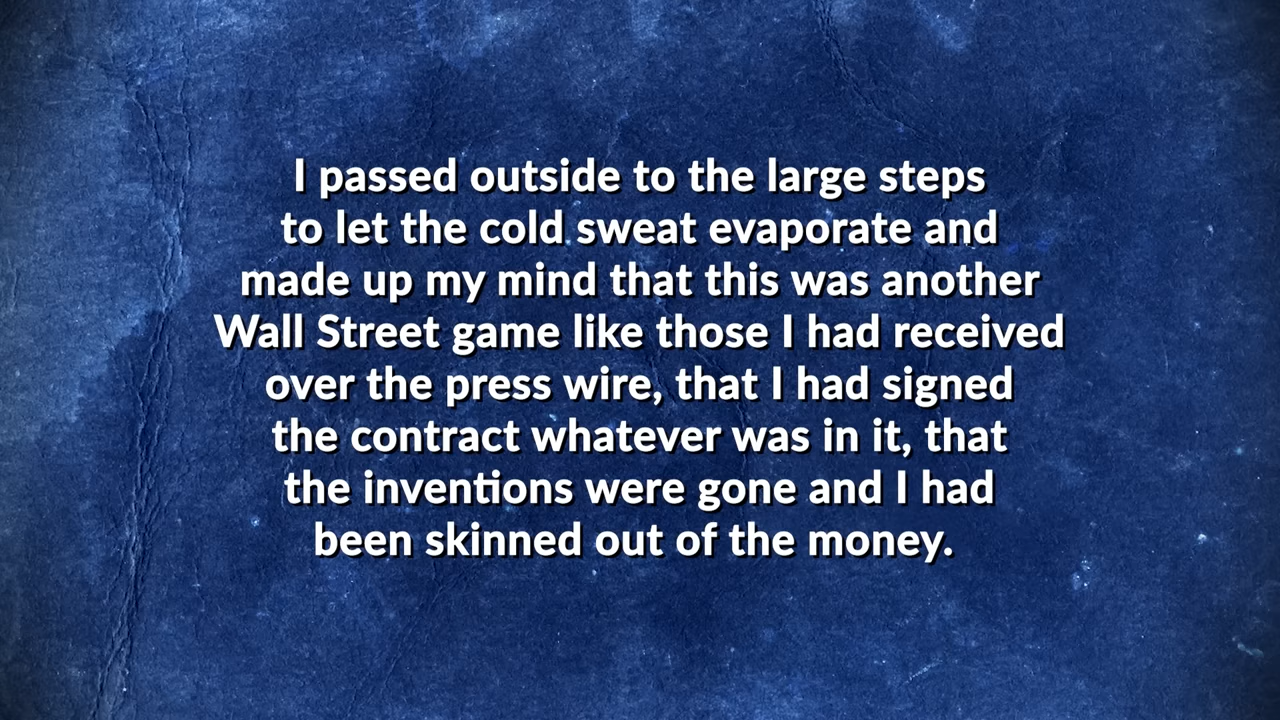 I passed outside to the large steps
to let the cold sweat evaporate and
made up my mind that this was another
Wall Street game like those I had received
over the press wire, that I had signed
the contract whatever was in it, that
the inventions were gone and I had
been skinned out of the money.